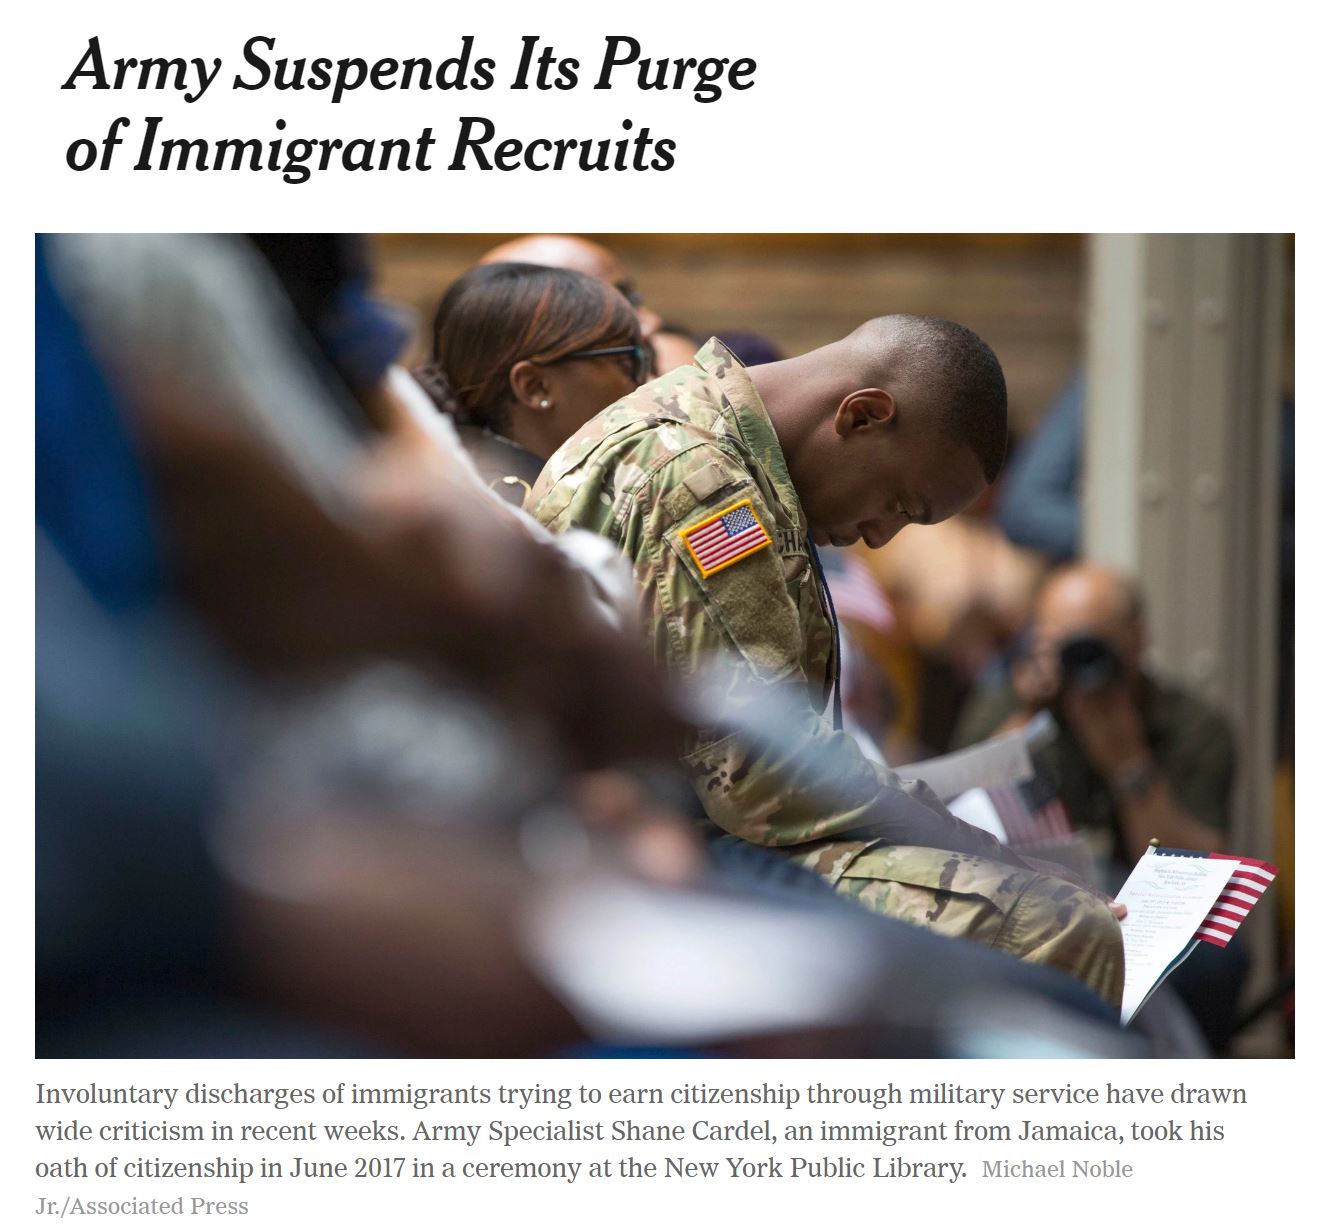 Army Suspends Its Purge
of Immigrant Recruits
Involuntary discharges of immigrants trying to earn citizenship through military service have drawn
wide criticism in recent weeks. Army Specialist Shane Cardel, an immigrant from Jamaica, took his
oath of citizenship in June 2017 in a ceremony at the New York Public Library. Michael Noble
Jr./Associated Press